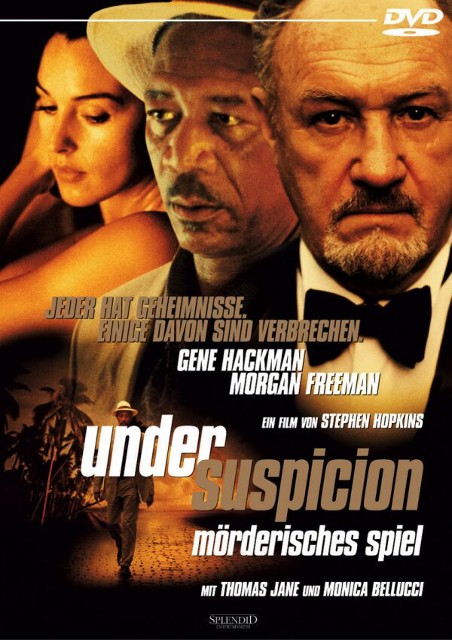 DVD
JEDER HAT GEHEIMNISSE.
EINIGE DAVON SIND VERBRECHEN.
GENE HACKMAN
MORGAN FREEMAN
EIN FILM VON STEPHEN HOPKINS
under
suspicion
mörderisches spiel
MIT THOMAS JANE UND MONICA BELLUCCI
SPLENDID
ENTERTAINMENT